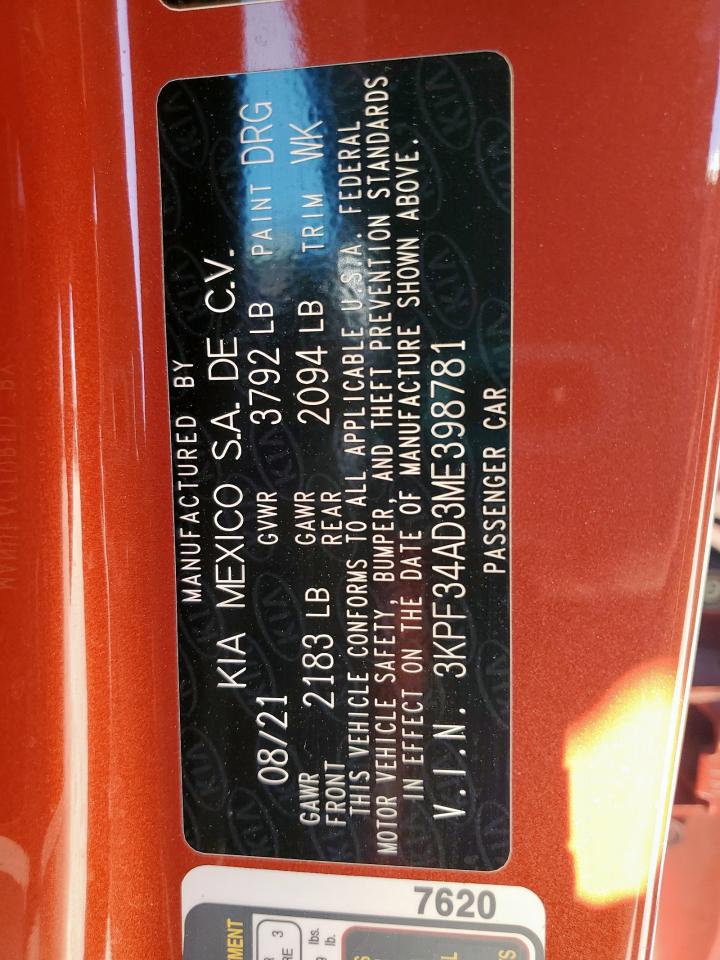 MANUFACTURED BY
KIA MEXICO S.A. DE C.V.
08/21 GVWR 3792 LB PAINT DRG
GAWR FRONT 2183 LB GAWR REAR 2094 LB TRIM WK
THIS VEHICLE CONFORMS TO ALL APPLICABLE U.S.A. FEDERAL
MOTOR VEHICLE SAFETY, BUMPER, AND THEFT PREVENTION STANDARDS
IN EFFECT ON THE DATE OF MANUFACTURE SHOWN ABOVE.
V.I.N. 3KPF34AD3ME398781
PASSENGER CAR
7620